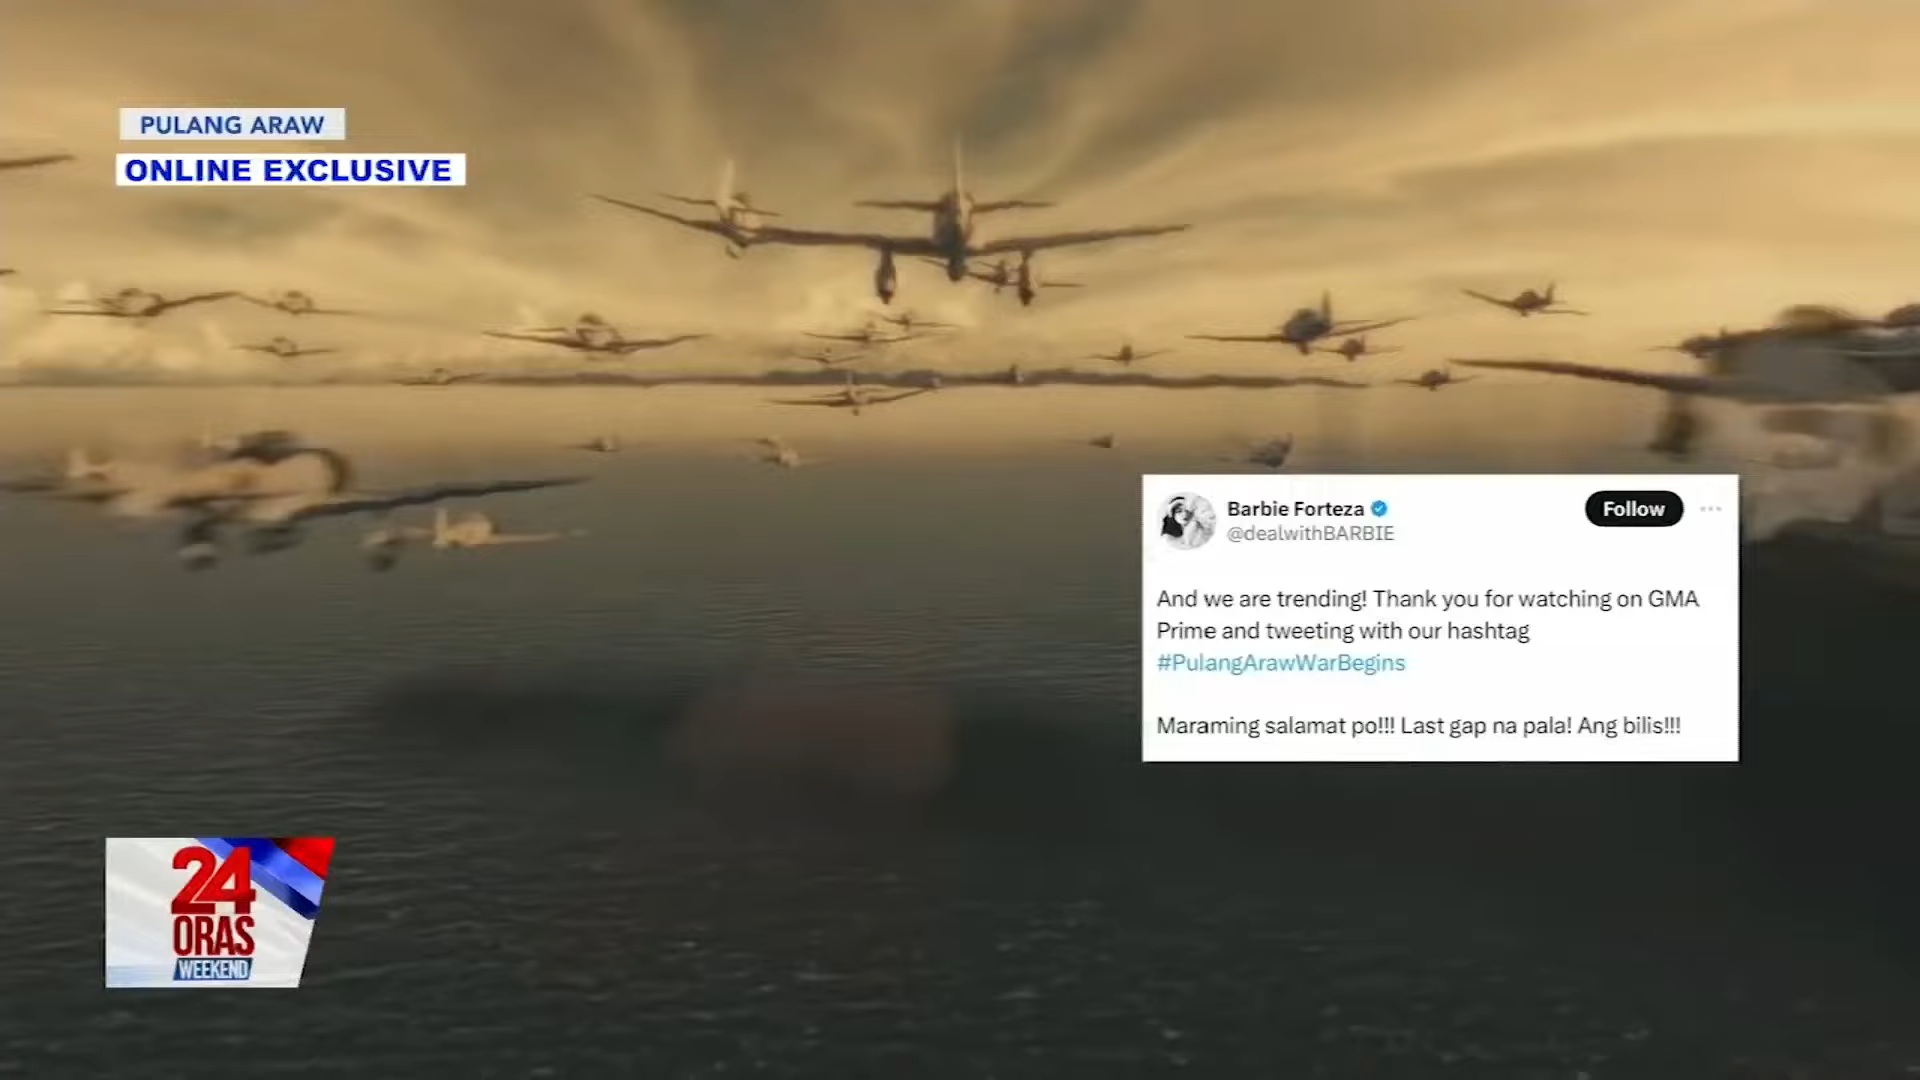 PULANG ARAW
ONLINE EXCLUSIVE
Barbie Forteza
Follow
@dealwithBARBIE
And we are trending! Thank you for watching on GMA
Prime and tweeting with our hashtag
#PulangArawWarBegins
Maraming salamat po!!! Last gap na pala! Ang bilis!!!
24
ORAS
WEEKEND